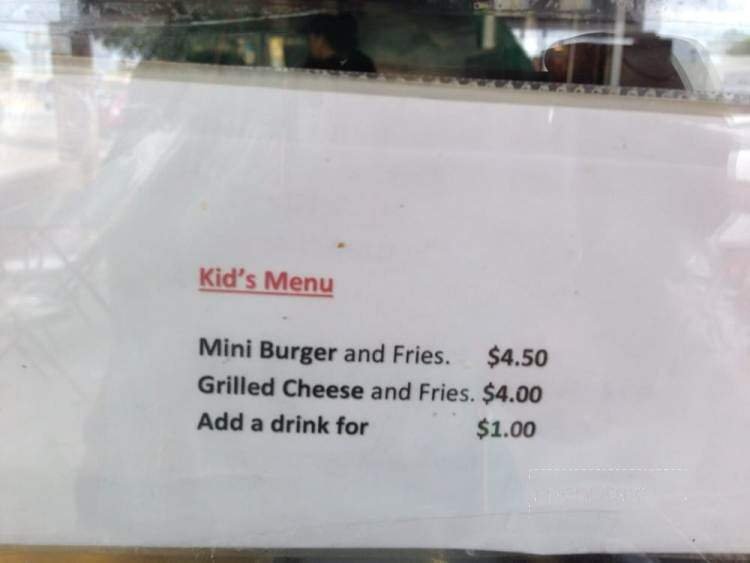 Kid's Menu
Mini Burger and Fries. $4.50
Grilled Cheese and Fries. $4.00
Add a drink for $1.00